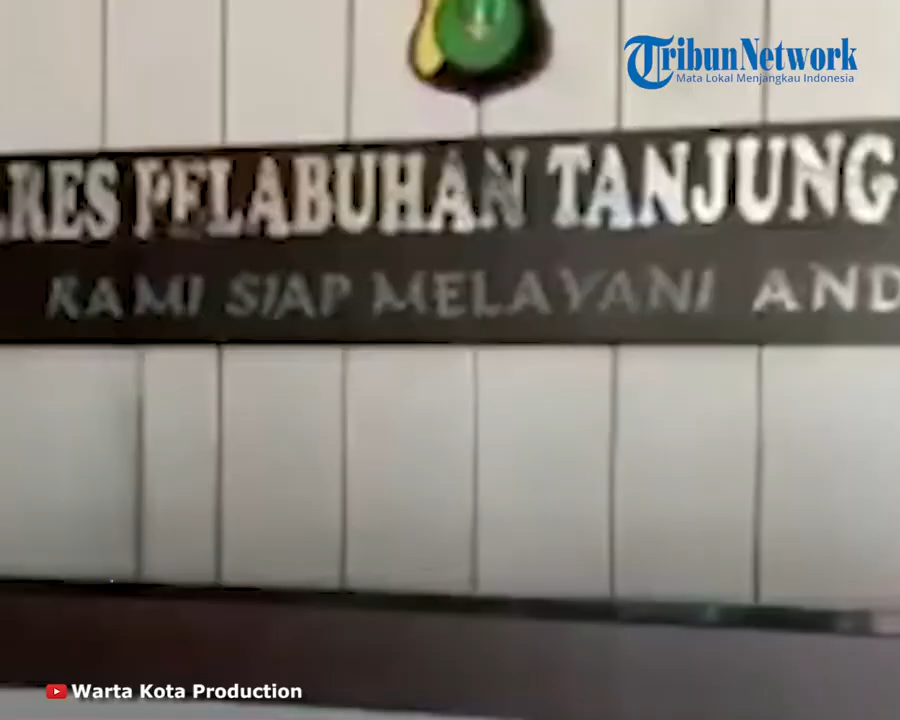 TribunNetwork
Mata Lokal Menjangkau Indonesia
RES PELABUHAN TANJUNG
KAMI SIAP MELAYANI AND
Warta Kota Production